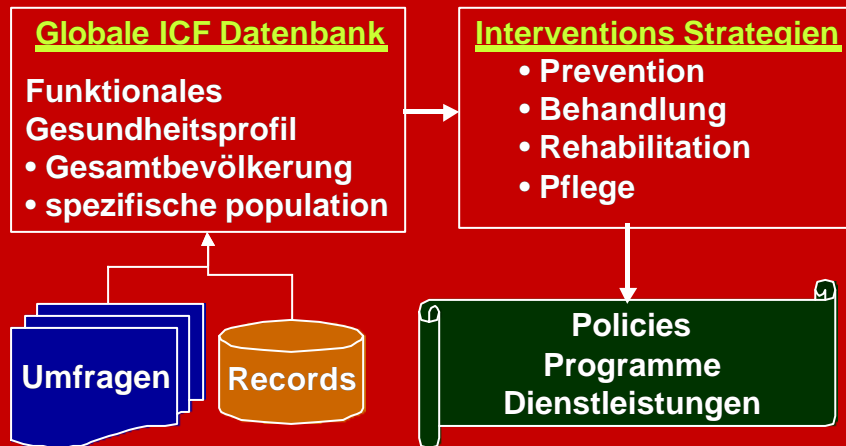 Globale ICF Datenbank
Funktionales
Gesundheitsprofil
• Gesamtbevölkerung
• spezifische population
Interventions Strategien
• Prevention
• Behandlung
• Rehabilitation
• Pflege
Umfragen
Records
Policies
Programme
Dienstleistungen